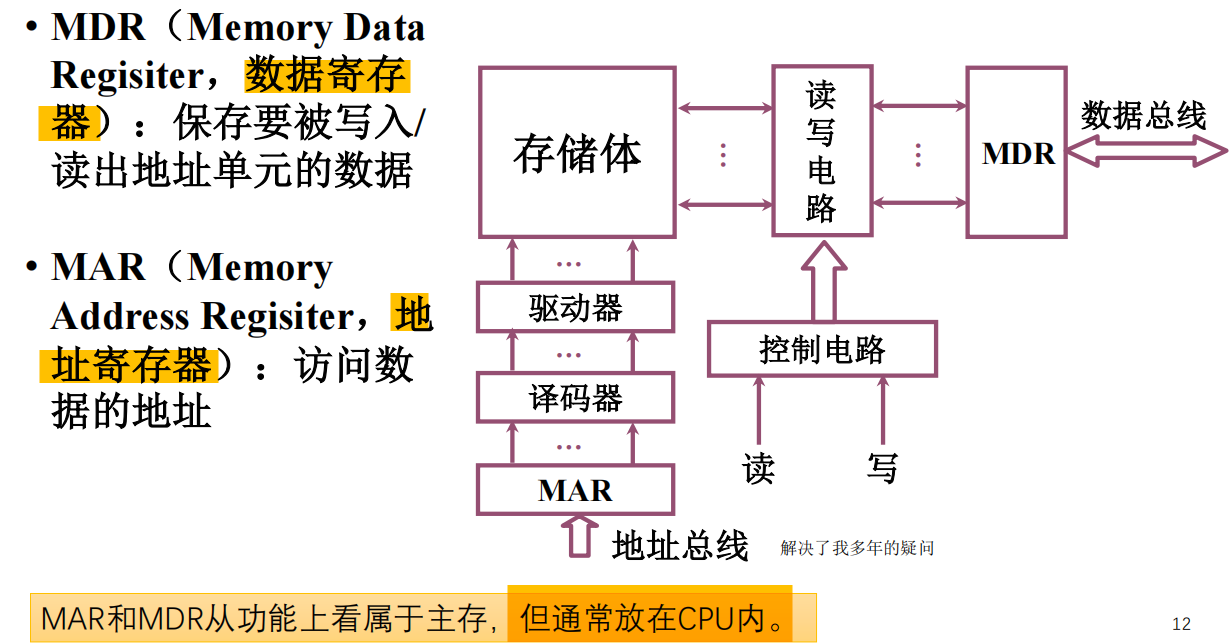 • MDR（Memory Data
Regisiter，数据寄存
器）：保存要被写入/
读出地址单元的数据
• MAR（Memory
Address Regisiter，地
址寄存器）：访问数
据的地址
存储体
...
读
写
电
路
...
MDR
数据总线
...
驱动器
...
译码器
...
MAR
地址总线
控制电路
读
写
解决了我多年的疑问
MAR和MDR从功能上看属于主存，但通常放在CPU内。
12